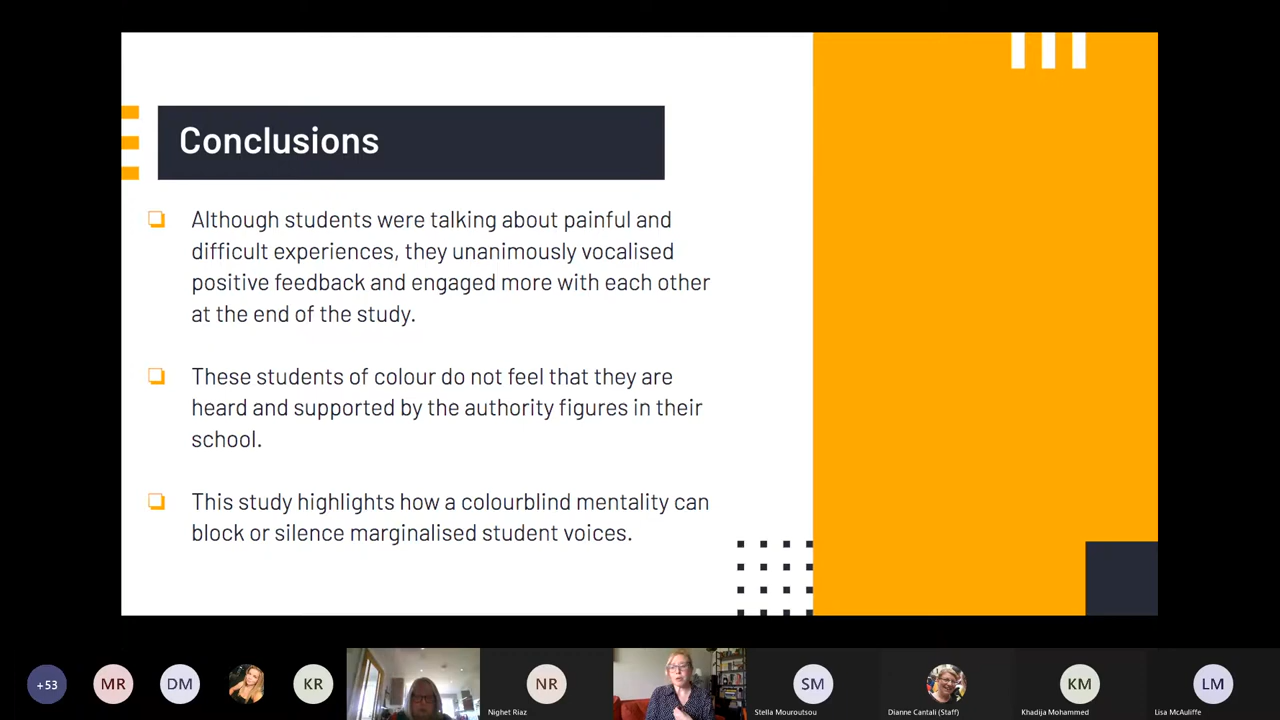 Conclusions
Although students were talking about painful and
difficult experiences, they unanimously vocalised
positive feedback and engaged more with each other
at the end of the study.
These students of colour do not feel that they are
heard and supported by the authority figures in their
school.
This study highlights how a colourblind mentality can
block or silence marginalised student voices.
+53
MR
DM
KR
NR
SM
KM
LM
Nighet Riaz
Stella Mouroutsou
Dianne Cantali (Staff)
Khadija Mohammed
Lisa McAuliffe